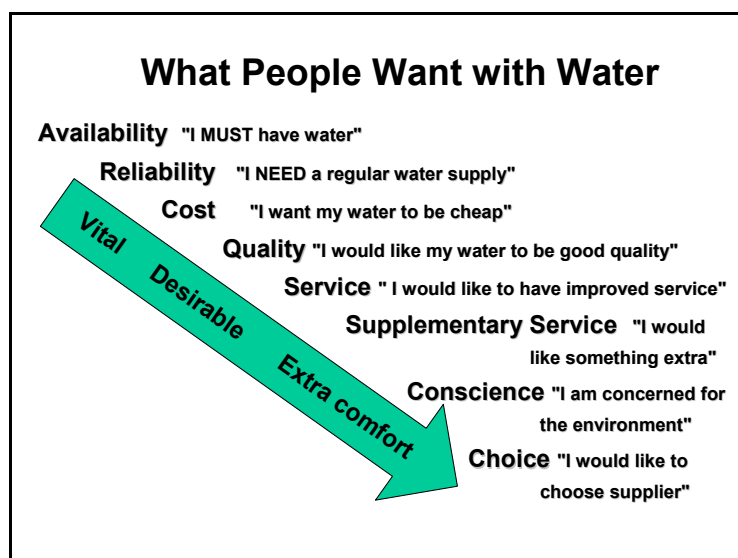 What People Want with Water
Availability "I MUST have water"
Reliability "I NEED a regular water supply"
Cost "I want my water to be cheap"
Quality "I would like my water to be good quality"
Service " I would like to have improved service"
Supplementary Service "I would
like something extra"
Conscience "I am concerned for
the environment"
Choice "I would like to
choose supplier"
Vital Desirable Extra comfort